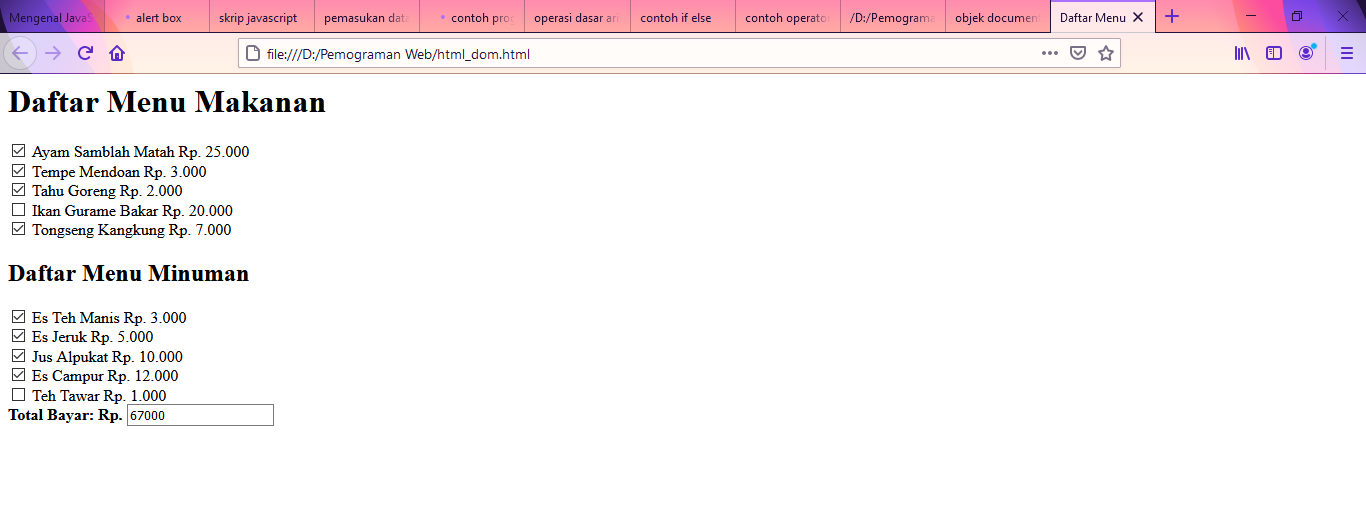 Mengenal JavaS
alert box
skrip javascript
pemasukan data
contoh prog
operasi dasar ari
contoh if else
contoh operator
/D:/Pemograma
objek document
Daftar Menu
file:///D:/Pemograman Web/html_dom.html
Daftar Menu Makanan
Ayam Samblah Matah Rp. 25.000
Tempe Mendoan Rp. 3.000
Tahu Goreng Rp. 2.000
Ikan Gurame Bakar Rp. 20.000
Tongseng Kangkung Rp. 7.000
Daftar Menu Minuman
Es Teh Manis Rp. 3.000
Es Jeruk Rp. 5.000
Jus Alpukat Rp. 10.000
Es Campur Rp. 12.000
Teh Tawar Rp. 1.000
Total Bayar: Rp. 67000